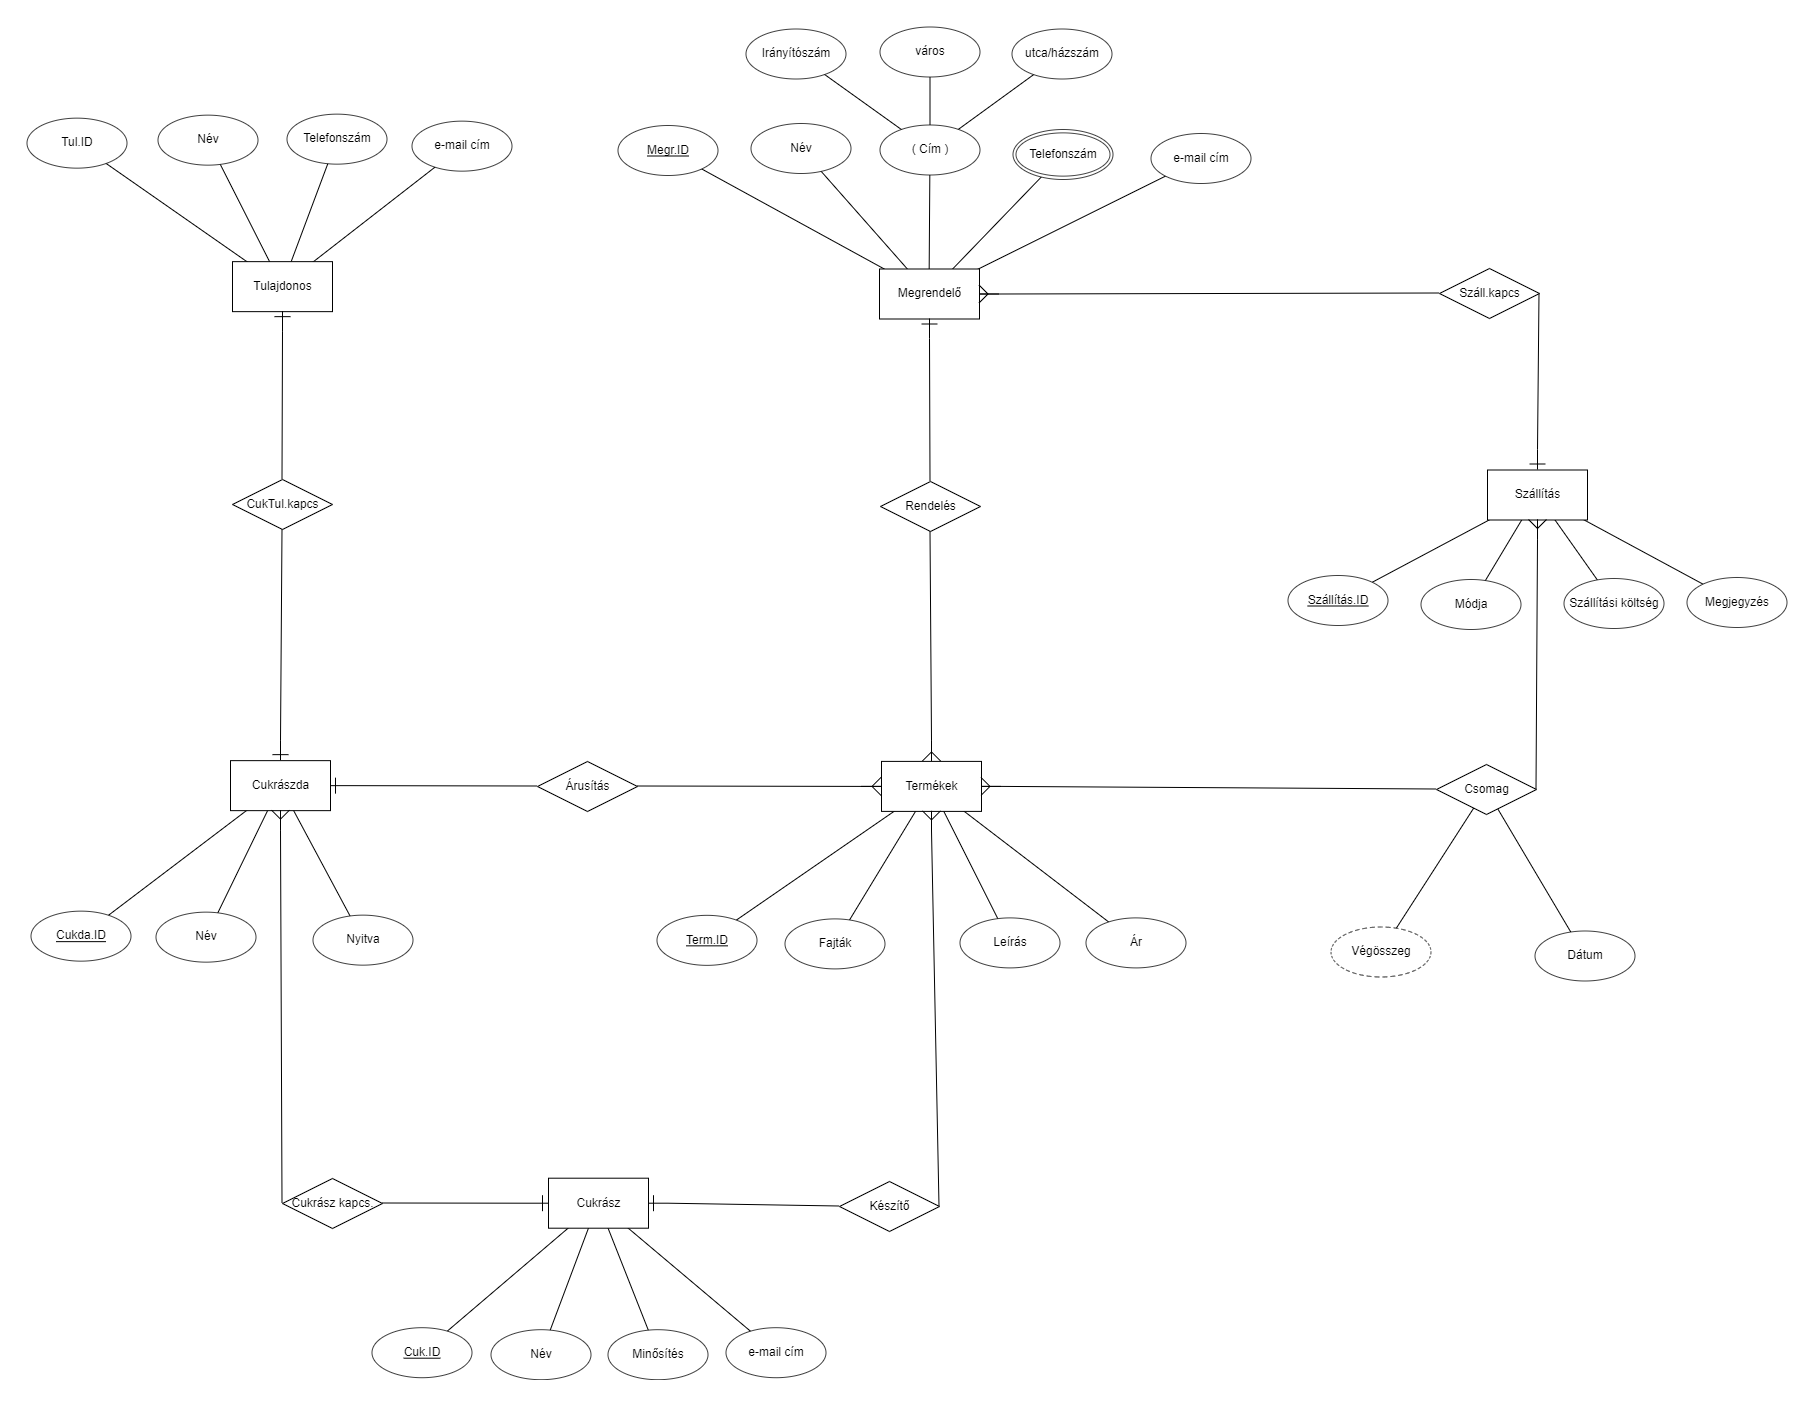 Irányítószám
város
utca/házszám
Tul.ID
Név
Telefonszám
e-mail cím
Megr.ID
Név
( Cím )
Telefonszám
e-mail cím
Tulajdonos
Megrendelő
Száll.kapcs
CukTul.kapcs
Rendelés
Szállítás
Szállítás.ID
Módja
Szállítási költség
Megjegyzés
Cukrászda
Árusítás
Termékek
Csomag
Cukda.ID
Név
Nyitva
Term.ID
Fajták
Leírás
Ár
Végösszeg
Dátum
Cukrász kapcs.
Cukrász
Készítő
Cuk.ID
Név
Minősítés
e-mail cím